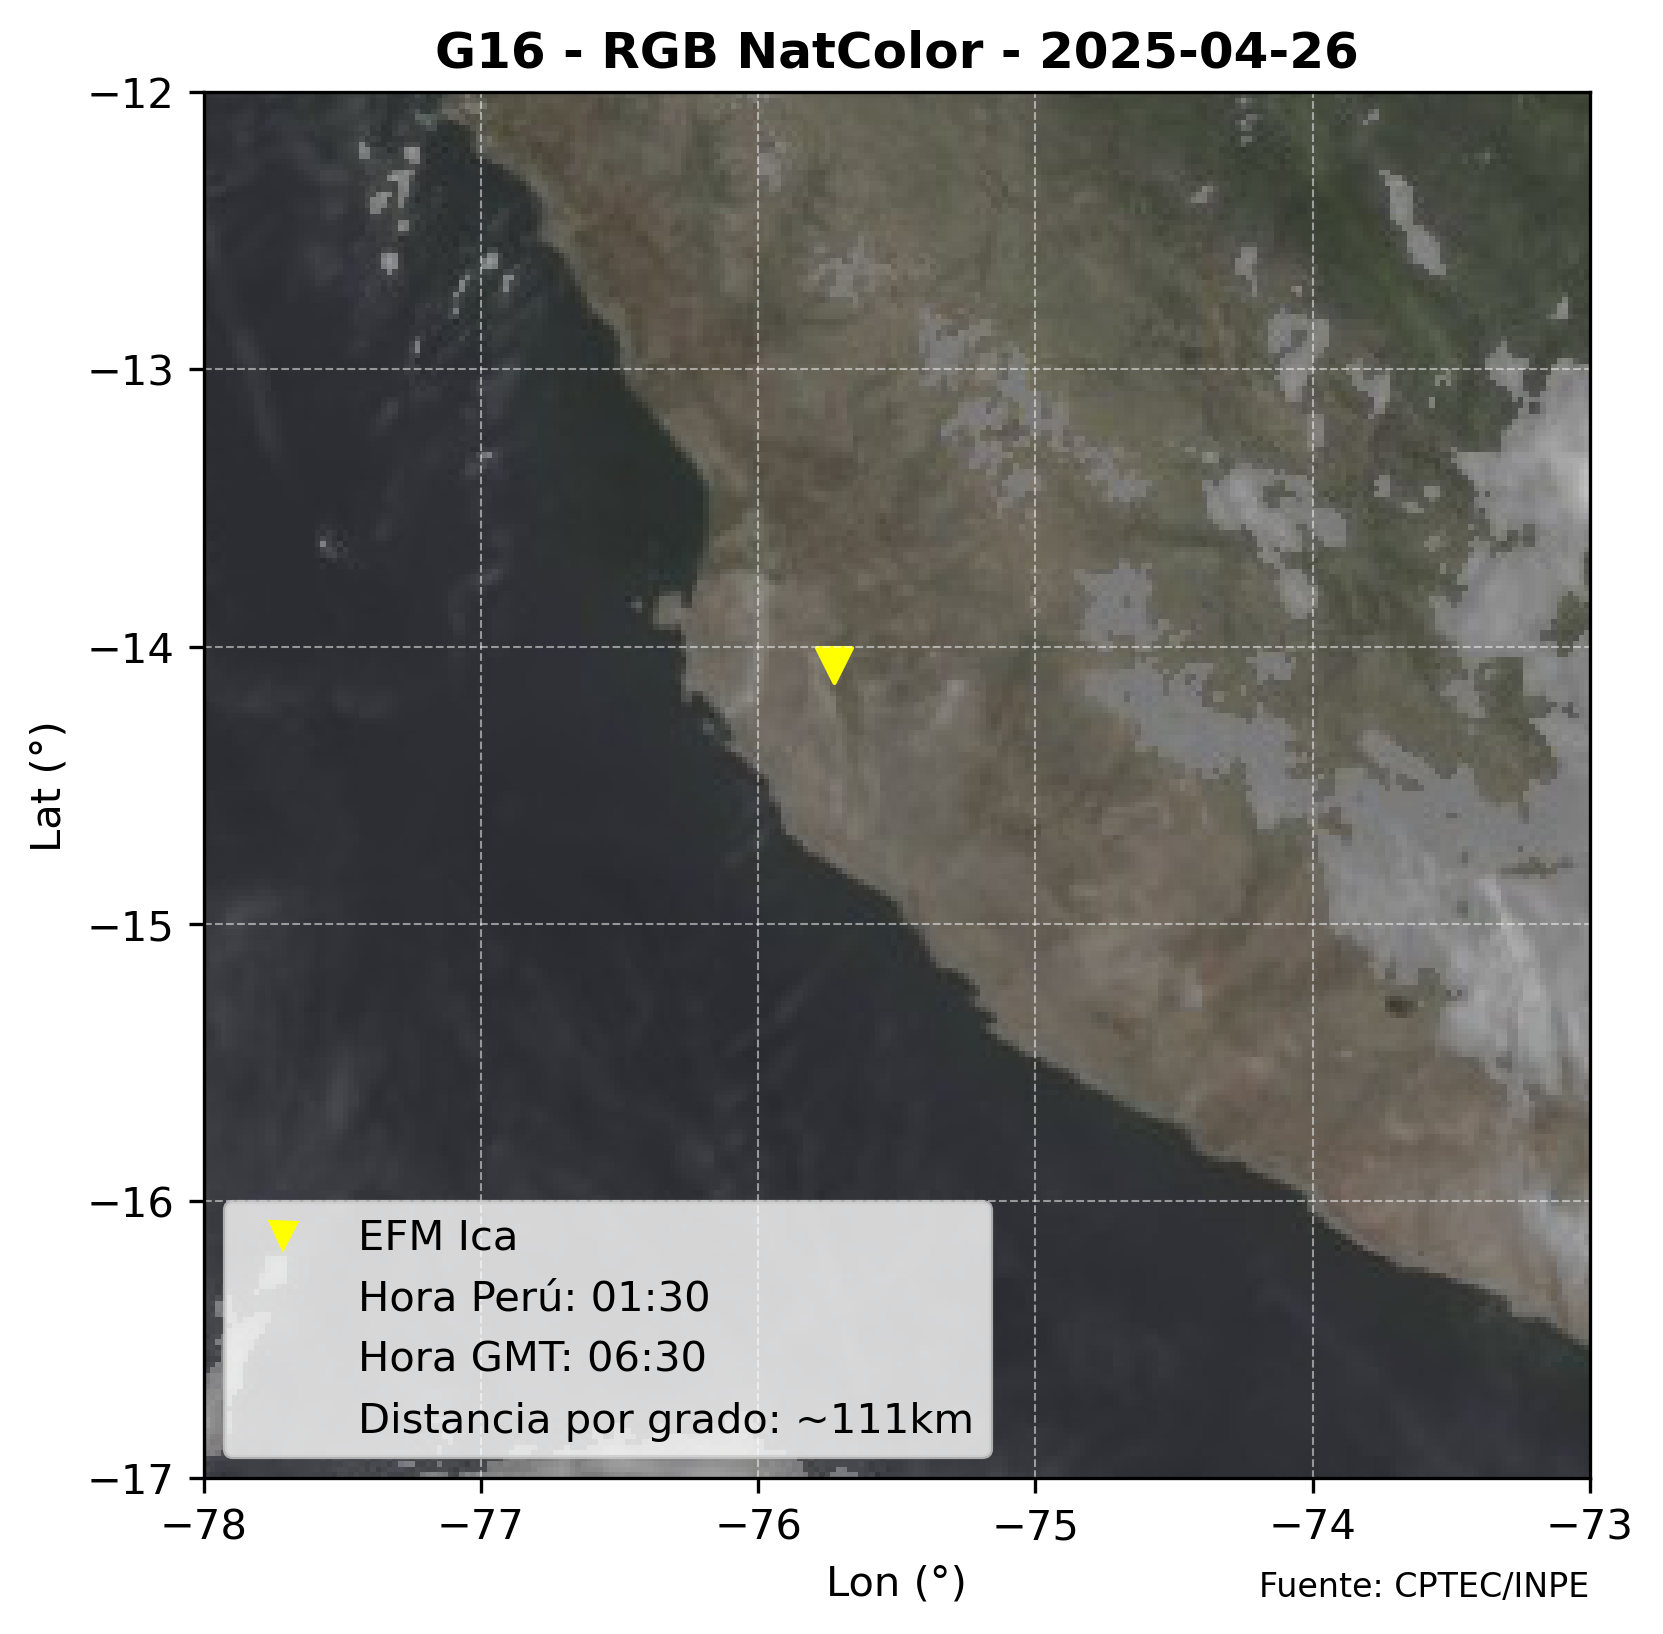 G16 - RGB NatColor - 2025-04-26
−12
−13
−14
−15
−16
−17
Lat (°)
EFM Ica
Hora Perú: 01:30
Hora GMT: 06:30
Distancia por grado: ~111km
−78 −77 −76 −75 −74 −73
Lon (°)
Fuente: CPTEC/INPE